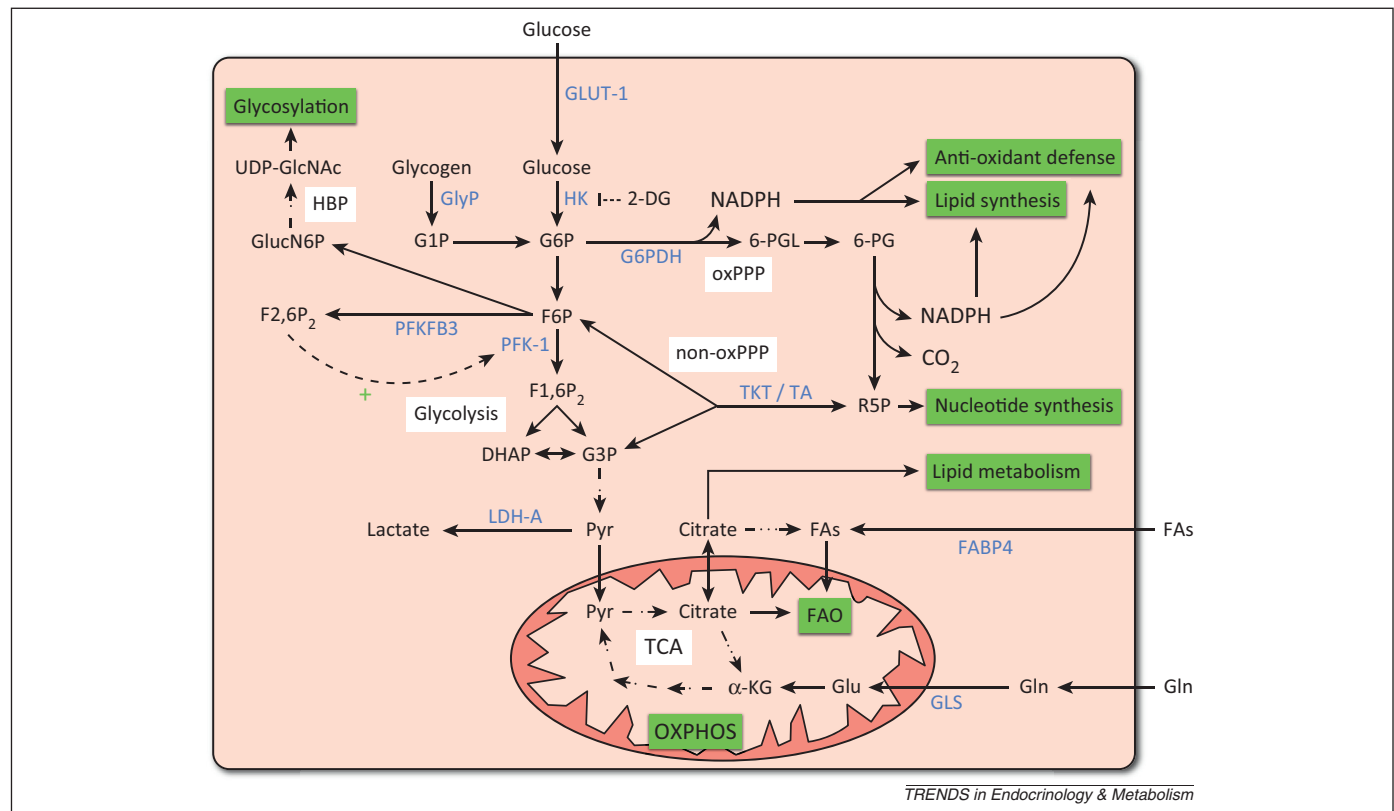 Glucose
GLUT-1
Glycosylation
UDP-GlcNAc
Glycogen
Glucose
Anti-oxidant defense
HBP
GlyP
HK
2-DG
NADPH
Lipid synthesis
GlucN6P
G1P
G6P
G6PDH
6-PGL
6-PG
oxPPP
F2,6P2
PFKFB3
F6P
NADPH
PFK-1
non-oxPPP
CO2
+
F1,6P2
Glycolysis
TKT / TA
R5P
Nucleotide synthesis
DHAP
G3P
Lipid metabolism
Lactate
LDH-A
Pyr
Citrate
FAs
FABP4
FAs
Pyr
Citrate
FAO
TCA
α-KG
Glu
GLS
Gln
Gln
OXPHOS
TRENDS in Endocrinology & Metabolism